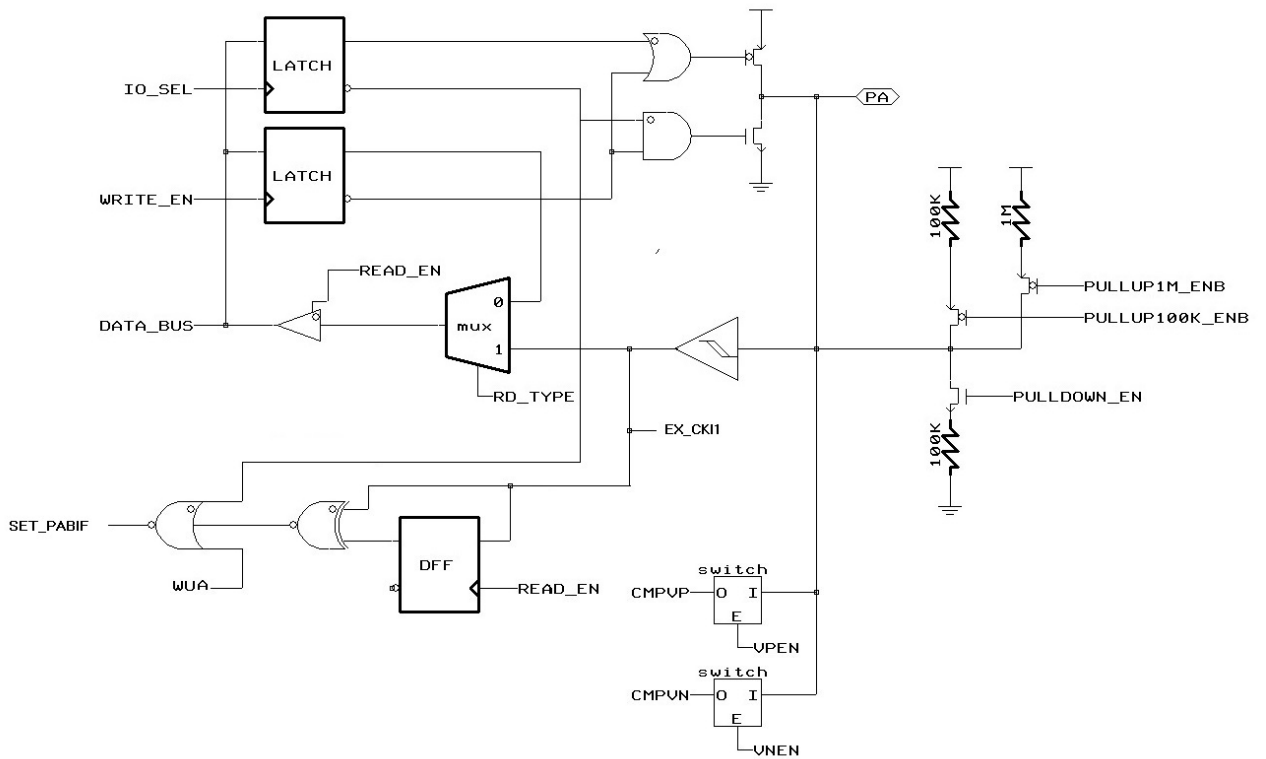 LATCH
IO_SEL
PA
LATCH
WRITE_EN
100K
1M
READ_EN
PULLUP1M_ENB
0
PULLUP100K_ENB
DATA_BUS
mux
1
RD_TYPE
PULLDOWN_EN
EX_CKI1
100K
SET_PABIF
DFF
switch
WUA
READ_EN
CMPVP
O I
E
VPEN
switch
CMPVN
O I
E
VNEN